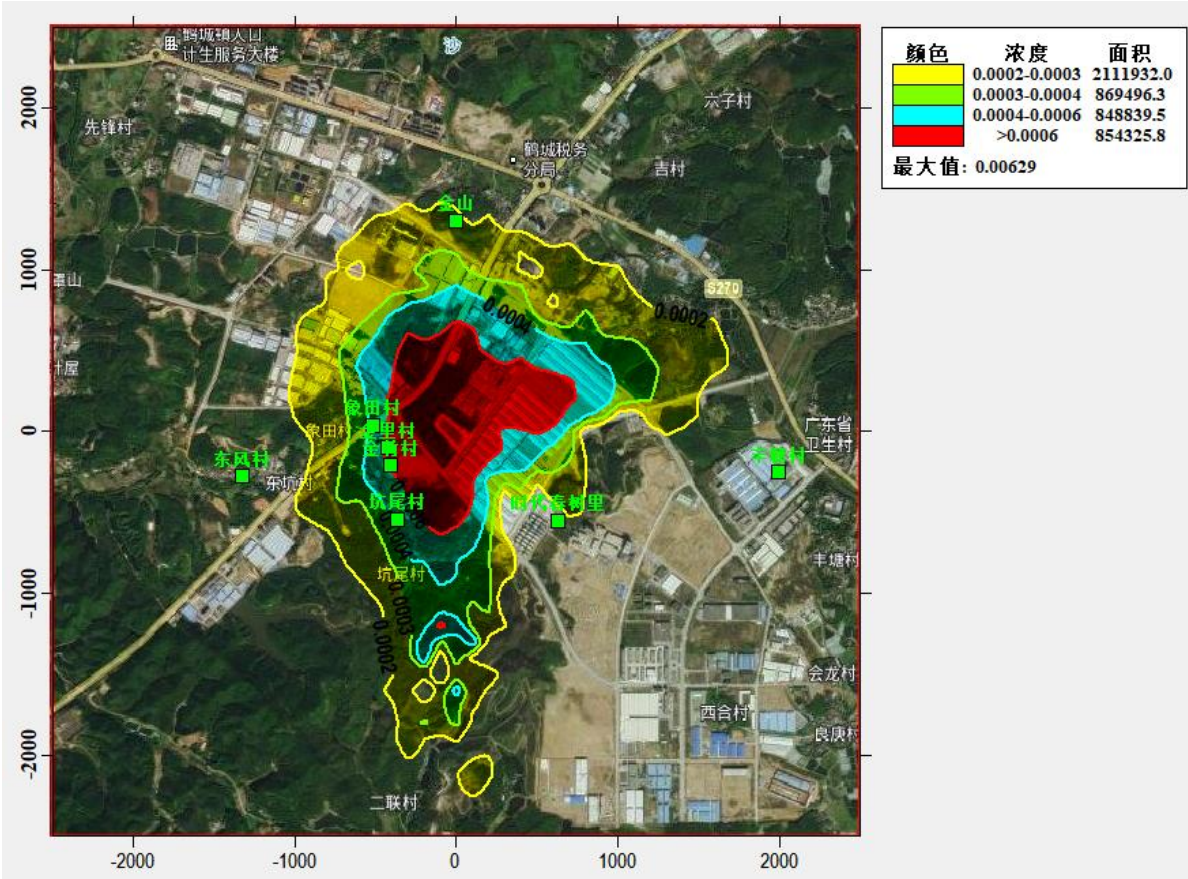 鹤城镇人口
计生服务大楼
沙
颜色 浓度 面积
0.0002-0.0003 2111932.0
0.0003-0.0004 869496.3
0.0004-0.0006 848839.5
>0.0006 854325.8
最大值: 0.00629
六子村
先锋村
鹤城税务
分局
吉村
金山
S270
0.0002
0.0004
象田村
象田村
里村
东风村
东坑村
坑尾村
坑尾村
广东省
卫生村
丰塘村
0.0004
0.0003
0.0002
会龙村
西合村
良庚村
二联村
2000
1000
0
-1000
-2000
-2000
-1000
0
1000
2000